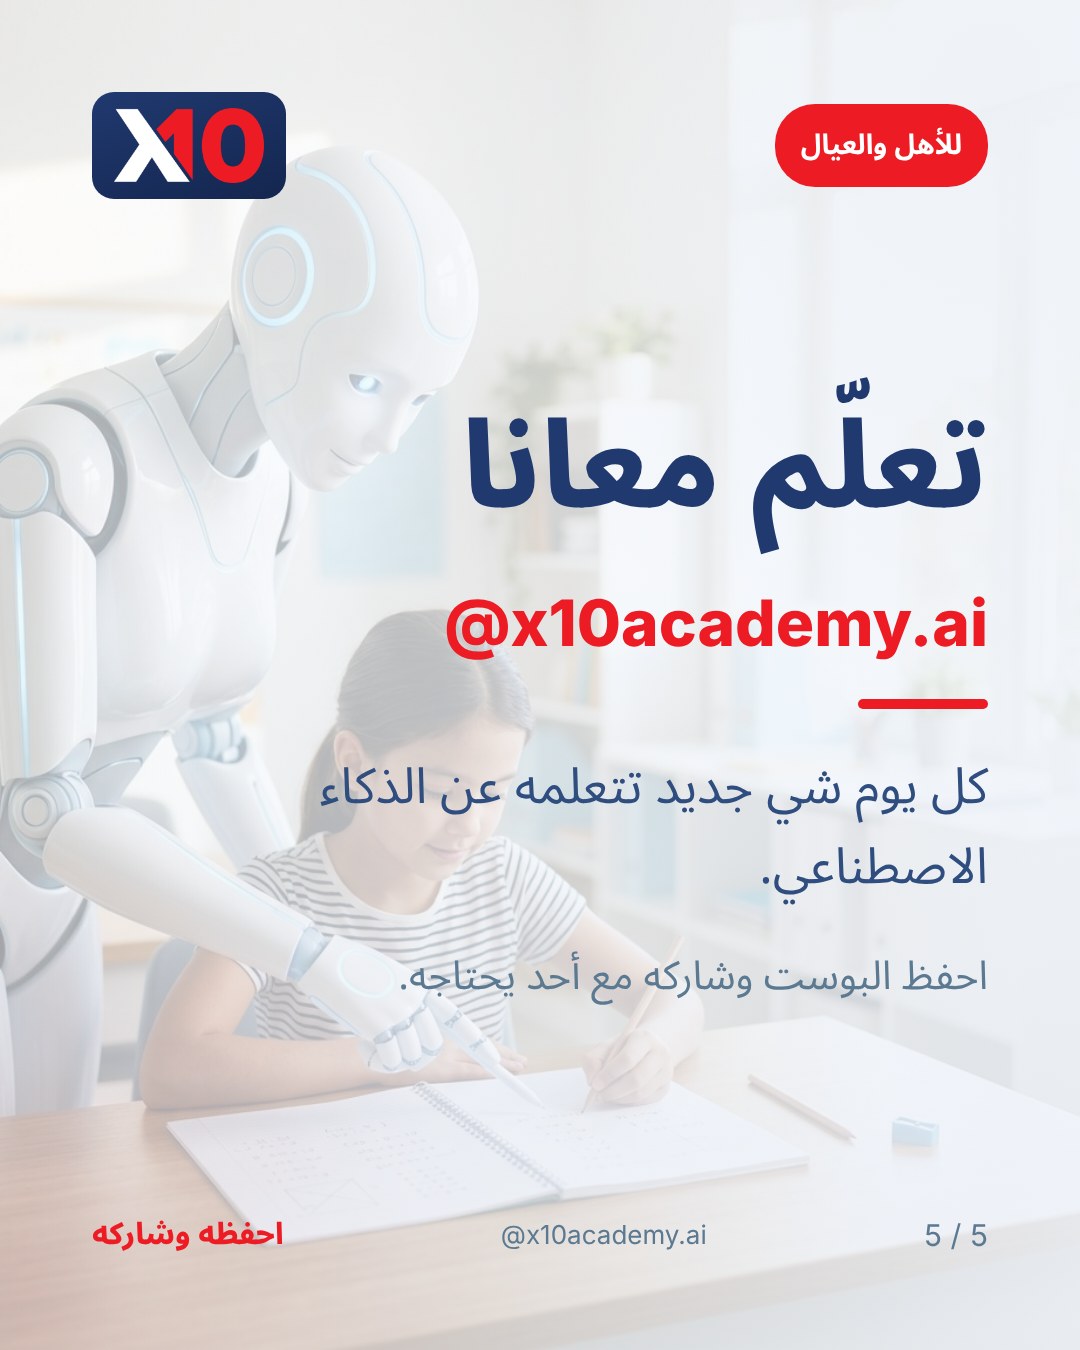 X10
للأهل والعيال
تعلّم معانا
@x10academy.ai
كل يوم شي جديد تتعلمه عن الذكاء
الاصطناعي.
احفظ البوست وشاركه مع أحد يحتاجه.
احفظه وشاركه
@x10academy.ai
5 / 5